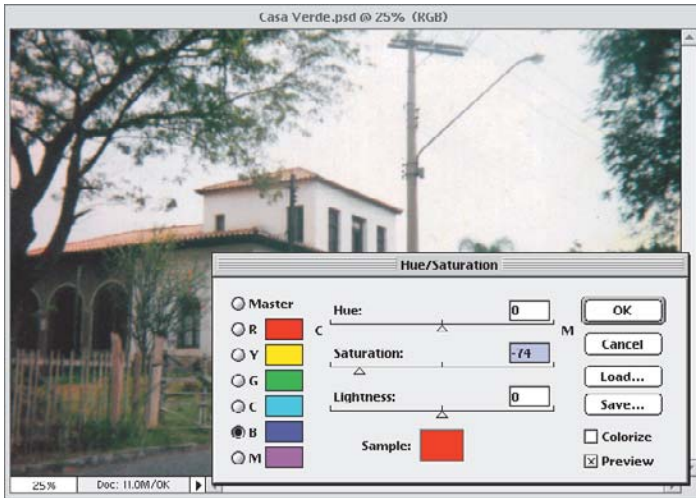 Casa Verde.psd @ 25% (RGB)
Hue/Saturation
Master
R
Y
G
C
B
M
Hue:
0
C
M
Saturation:
-74
Lightness:
0
Sample:
OK
Cancel
Load...
Save...
Colorize
Preview
25%
Doc: 11.0M/0K